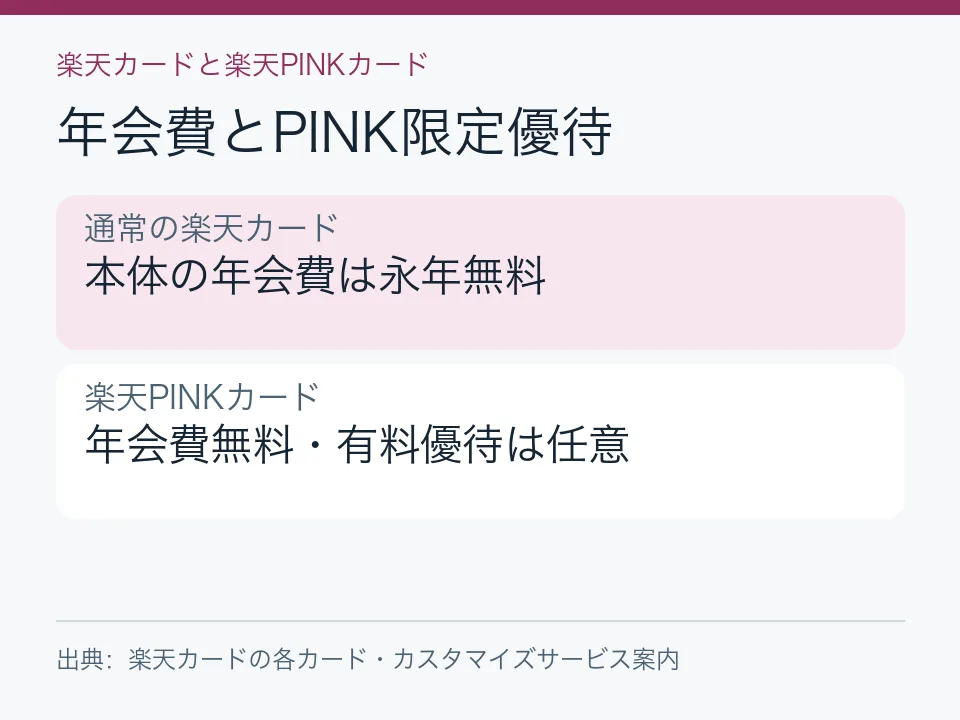 楽天カードと楽天PINKカード
年会費とPINK限定優待
通常の楽天カード
本体の年会費は永年無料
楽天PINKカード
年会費無料・有料優待は任意
出典：楽天カードの各カード・カスタマイズサービス案内